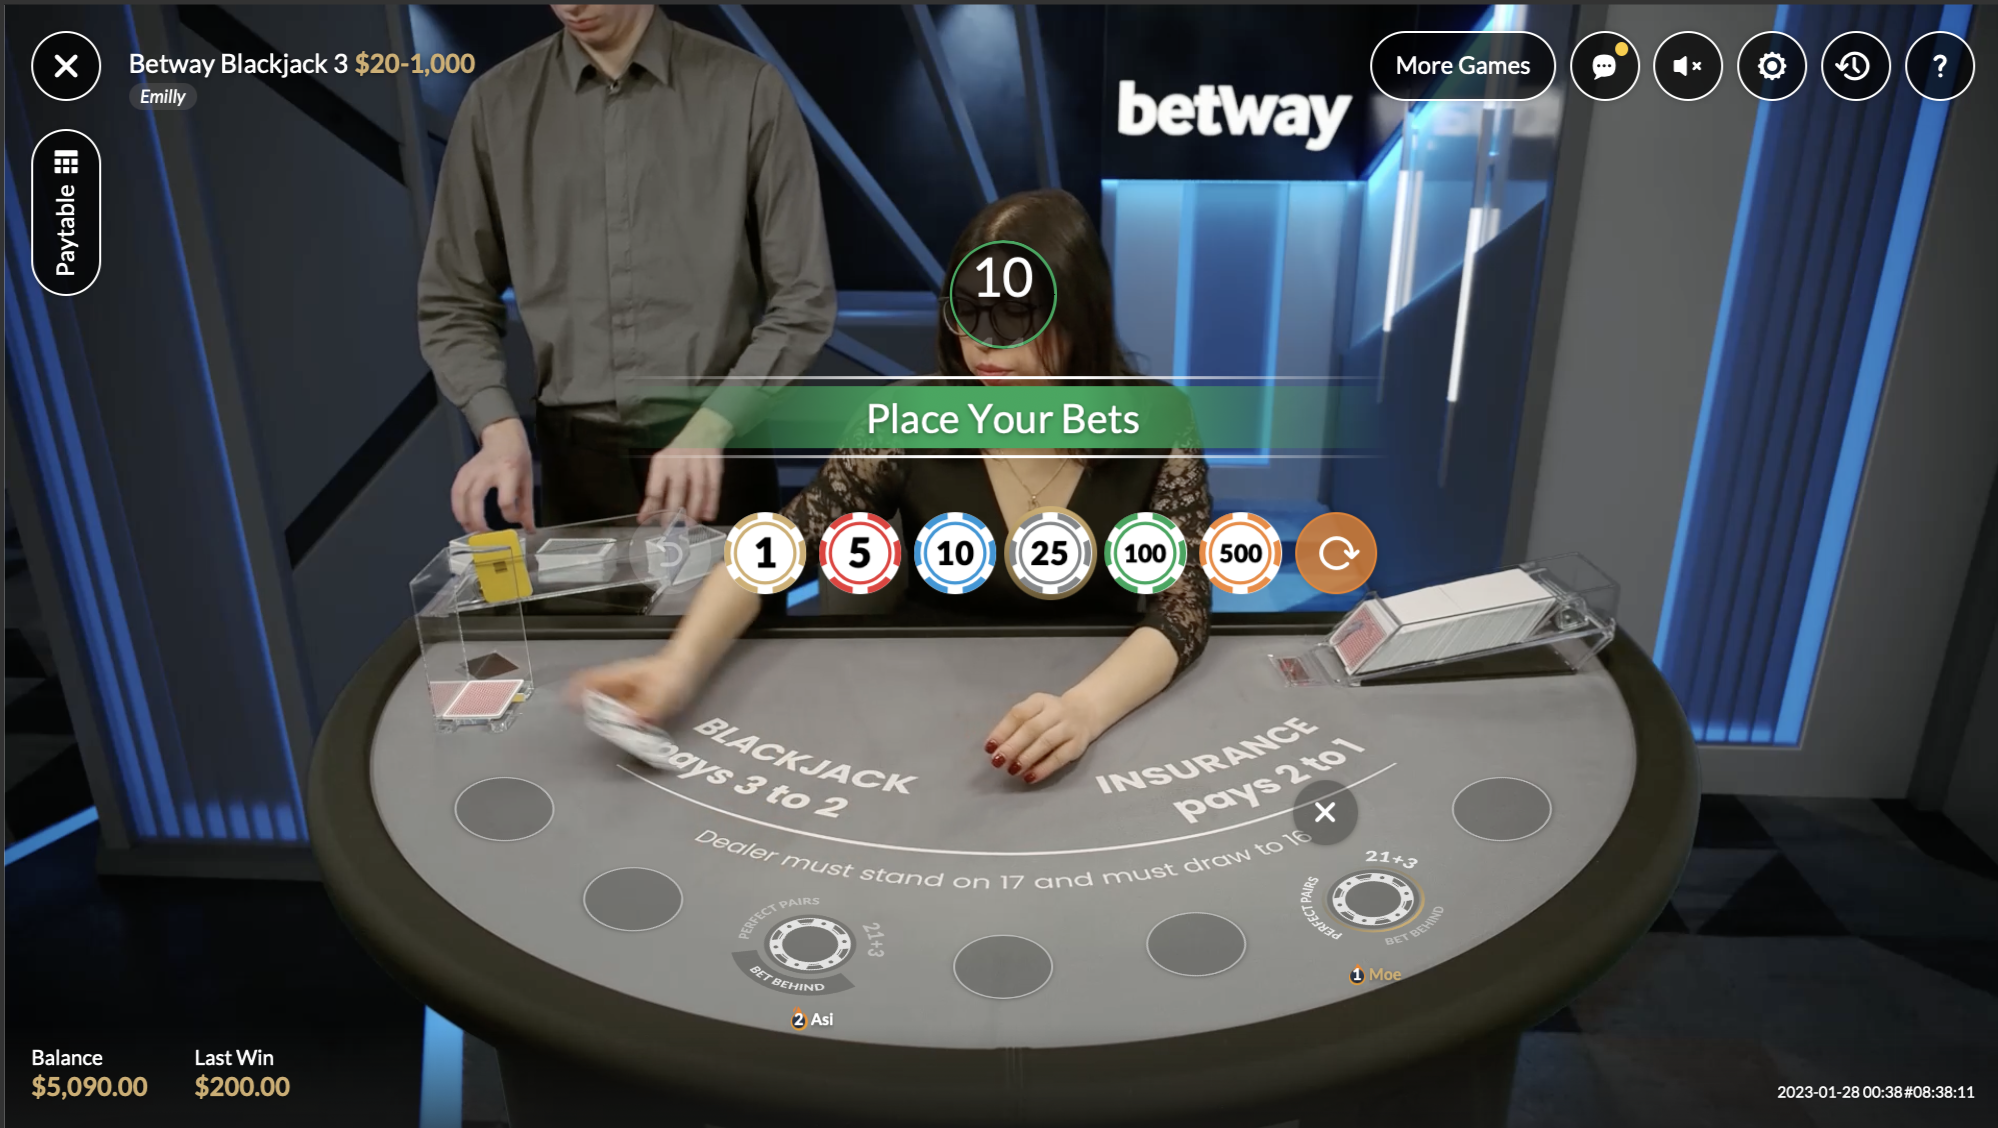 Betway Blackjack 3 $20-1,000
Emilly
More Games
?
Paytable
betway
10
Place Your Bets
1
5
10
25
100
500
BLACKJACK
pays 3 to 2
INSURANCE
pays 2 to 1
Dealer must stand on 17 and must draw to 16
PERFECT PAIRS
21+3
BET BEHIND
2 Asi
21+3
PERFECT PAIRS
BET BEHIND
1 Moe
Balance
$5,090.00
Last Win
$200.00
2023-01-28 00:38#08:38:11